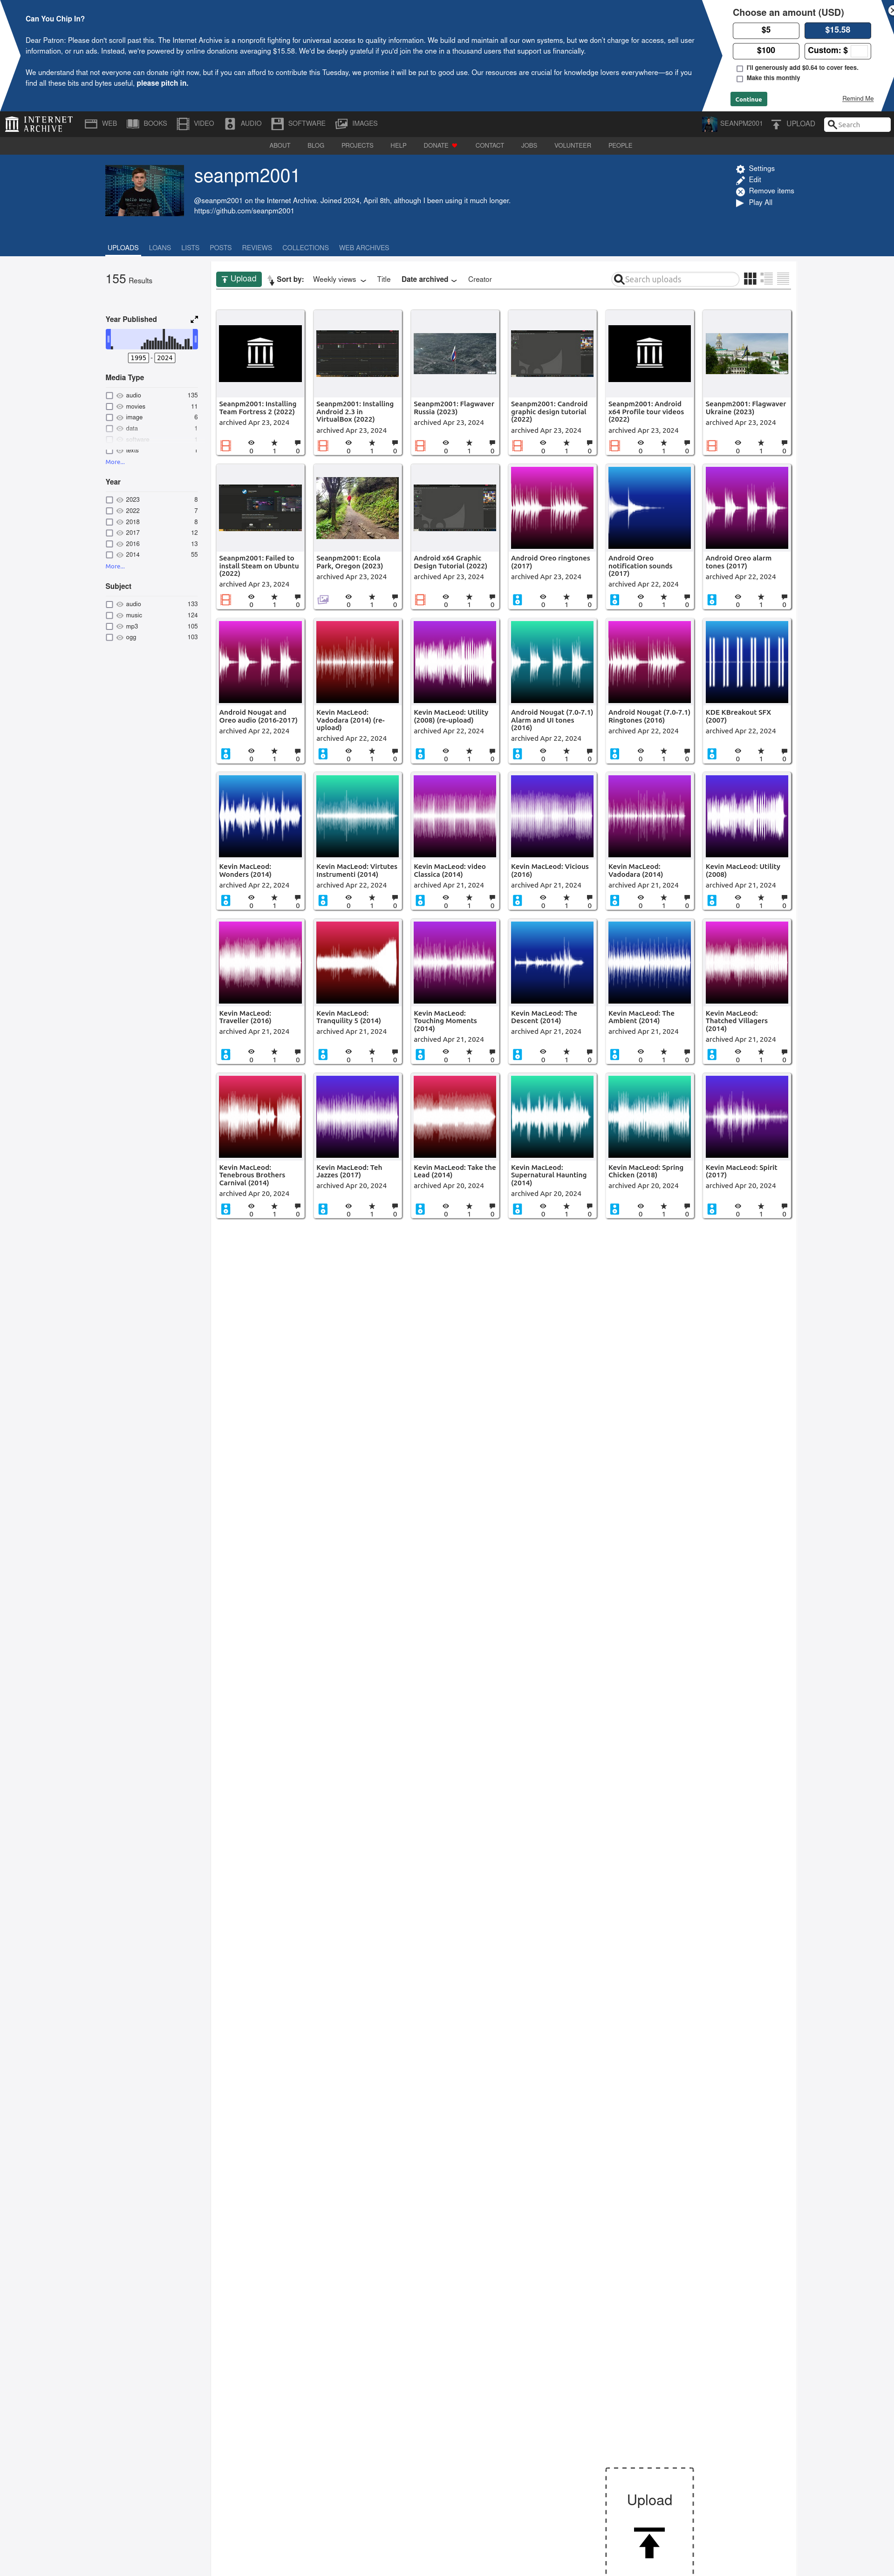 Can You Chip In?
Dear Patron: Please don't scroll past this. The Internet Archive is a nonprofit fighting for universal access to quality information. We build and maintain all our own systems, but we don't charge for access, sell user
information, or run ads. Instead, we're powered by online donations averaging $15.58. We'd be deeply grateful if you'd join the one in a thousand users that support us financially.
We understand that not everyone can donate right now, but if you can afford to contribute this Tuesday, we promise it will be put to good use. Our resources are crucial for knowledge lovers everywhere—so if you
find all these bits and bytes useful, please pitch in.
Choose an amount (USD)
$5 $15.58
$100 Custom: $
I'll generously add $0.64 to cover fees.
Make this monthly
Continue Remind Me
INTERNET ARCHIVE WEB BOOKS VIDEO AUDIO SOFTWARE IMAGES SEANPM2001 UPLOAD Search
ABOUT BLOG PROJECTS HELP DONATE CONTACT JOBS VOLUNTEER PEOPLE
seanpm2001
@seanpm2001 on the Internet Archive. Joined 2024, April 8th, although I been using it much longer.
https://github.com/seanpm2001
Settings
Edit
Remove items
Play All
UPLOADS LOANS LISTS POSTS REVIEWS COLLECTIONS WEB ARCHIVES
155 Results
Upload Sort by: Weekly views Title Date archived Creator Search uploads
Year Published
1995 - 2024
Media Type
audio 135
movies 11
image 6
data 1
software 1
texts 1
More...
Year
2023 8
2022 7
2018 8
2017 12
2016 13
2014 55
More...
Subject
audio 133
music 124
mp3 105
ogg 103
Seanpm2001: Installing
Team Fortress 2 (2022)
archived Apr 23, 2024
0 1 0
Seanpm2001: Installing
Android 2.3 in
VirtualBox (2022)
archived Apr 23, 2024
0 1 0
Seanpm2001: Flagwaver
Russia (2023)
archived Apr 23, 2024
0 1 0
Seanpm2001: Candroid
graphic design tutorial
(2022)
archived Apr 23, 2024
0 1 0
Seanpm2001: Android
x64 Profile tour videos
(2022)
archived Apr 23, 2024
0 1 0
Seanpm2001: Flagwaver
Ukraine (2023)
archived Apr 23, 2024
0 1 0
Seanpm2001: Failed to
install Steam on Ubuntu
(2022)
archived Apr 23, 2024
0 1 0
Seanpm2001: Ecola
Park, Oregon (2023)
archived Apr 23, 2024
0 1 0
Android x64 Graphic
Design Tutorial (2022)
archived Apr 23, 2024
0 1 0
Android Oreo ringtones
(2017)
archived Apr 23, 2024
0 1 0
Android Oreo
notification sounds
(2017)
archived Apr 22, 2024
0 1 0
Android Oreo alarm
tones (2017)
archived Apr 22, 2024
0 1 0
Android Nougat and
Oreo audio (2016-2017)
archived Apr 22, 2024
0 1 0
Kevin MacLeod:
Vadodara (2014) (re-
upload)
archived Apr 22, 2024
0 1 0
Kevin MacLeod: Utility
(2008) (re-upload)
archived Apr 22, 2024
0 1 0
Android Nougat (7.0-7.1)
Alarm and UI tones
(2016)
archived Apr 22, 2024
0 1 0
Android Nougat (7.0-7.1)
Ringtones (2016)
archived Apr 22, 2024
0 1 0
KDE KBreakout SFX
(2007)
archived Apr 22, 2024
0 1 0
Kevin MacLeod:
Wonders (2014)
archived Apr 22, 2024
0 1 0
Kevin MacLeod: Virtutes
Instrumenti (2014)
archived Apr 22, 2024
0 1 0
Kevin MacLeod: video
Classica (2014)
archived Apr 21, 2024
0 1 0
Kevin MacLeod: Vicious
(2016)
archived Apr 21, 2024
0 1 0
Kevin MacLeod:
Vadodara (2014)
archived Apr 21, 2024
0 1 0
Kevin MacLeod: Utility
(2008)
archived Apr 21, 2024
0 1 0
Kevin MacLeod:
Traveller (2016)
archived Apr 21, 2024
0 1 0
Kevin MacLeod:
Tranquility 5 (2014)
archived Apr 21, 2024
0 1 0
Kevin MacLeod:
Touching Moments
(2014)
archived Apr 21, 2024
0 1 0
Kevin MacLeod: The
Descent (2014)
archived Apr 21, 2024
0 1 0
Kevin MacLeod: The
Ambient (2014)
archived Apr 21, 2024
0 1 0
Kevin MacLeod:
Thatched Villagers
(2014)
archived Apr 21, 2024
0 1 0
Kevin MacLeod:
Tenebrous Brothers
Carnival (2014)
archived Apr 20, 2024
0 1 0
Kevin MacLeod: Teh
Jazzes (2017)
archived Apr 20, 2024
0 1 0
Kevin MacLeod: Take the
Lead (2014)
archived Apr 20, 2024
0 1 0
Kevin MacLeod:
Supernatural Haunting
(2014)
archived Apr 20, 2024
0 1 0
Kevin MacLeod: Spring
Chicken (2018)
archived Apr 20, 2024
0 1 0
Kevin MacLeod: Spirit
(2017)
archived Apr 20, 2024
0 1 0
Upload